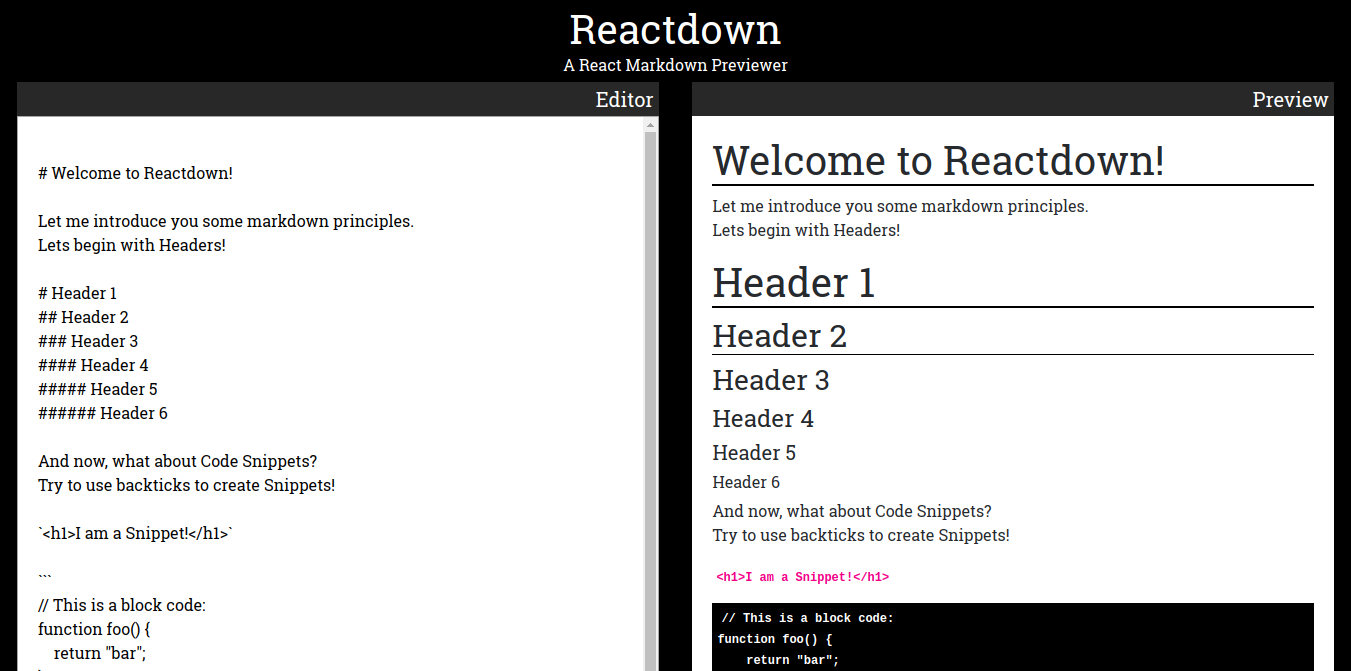 Reactdown
A React Markdown Previewer
Editor
# Welcome to Reactdown!
Let me introduce you some markdown principles.
Lets begin with Headers!
# Header 1
## Header 2
### Header 3
#### Header 4
##### Header 5
###### Header 6
And now, what about Code Snippets?
Try to use backticks to create Snippets!
`<h1>I am a Snippet!</h1>`
```
// This is a block code:
function foo() {
    return "bar";
Preview
Welcome to Reactdown!
Let me introduce you some markdown principles.
Lets begin with Headers!
Header 1
Header 2
Header 3
Header 4
Header 5
Header 6
And now, what about Code Snippets?
Try to use backticks to create Snippets!
<h1>I am a Snippet!</h1>
// This is a block code:
function foo() {
    return "bar";